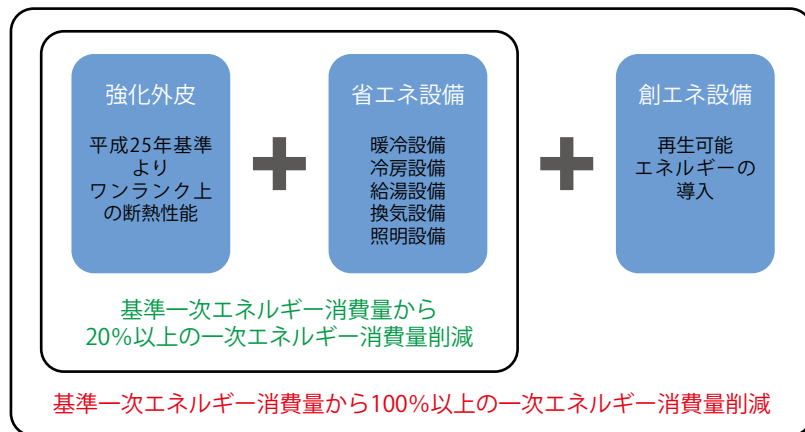 強化外皮
平成25年基準
より
ワンランク上
の断熱性能
省エネ設備
暖冷設備
冷房設備
給湯設備
換気設備
照明設備
創エネ設備
再生可能
エネルギーの
導入
基準一次エネルギー消費量から
20%以上の一次エネルギー消費量削減
基準一次エネルギー消費量から100%以上の一次エネルギー消費量削減